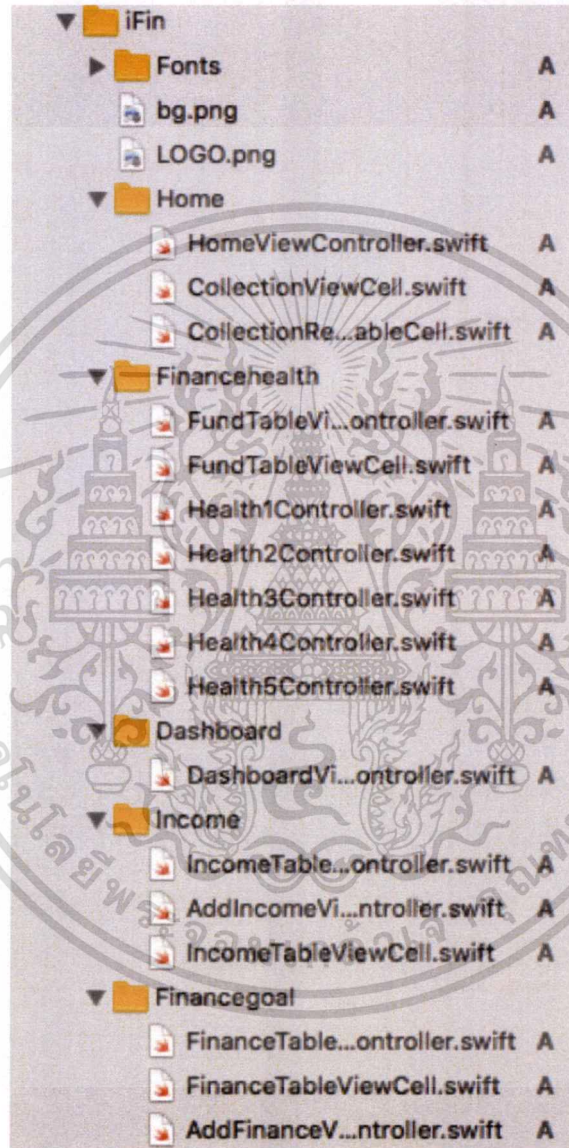 iFin
Fonts A
bg.png A
LOGO.png A
Home
HomeViewController.swift A
CollectionViewCell.swift A
CollectionRe...ableCell.swift A
Financehealth
FundTableVi...ontroller.swift A
FundTableViewCell.swift A
Health1Controller.swift A
Health2Controller.swift A
Health3Controller.swift A
Health4Controller.swift A
Health5Controller.swift A
Dashboard
DashboardVi...ontroller.swift A
Income
IncomeTable...ontroller.swift A
AddIncomeVi...ntroller.swift A
IncomeTableViewCell.swift A
Financegoal
FinanceTable...ontroller.swift A
FinanceTableViewCell.swift A
AddFinanceV...ntroller.swift A